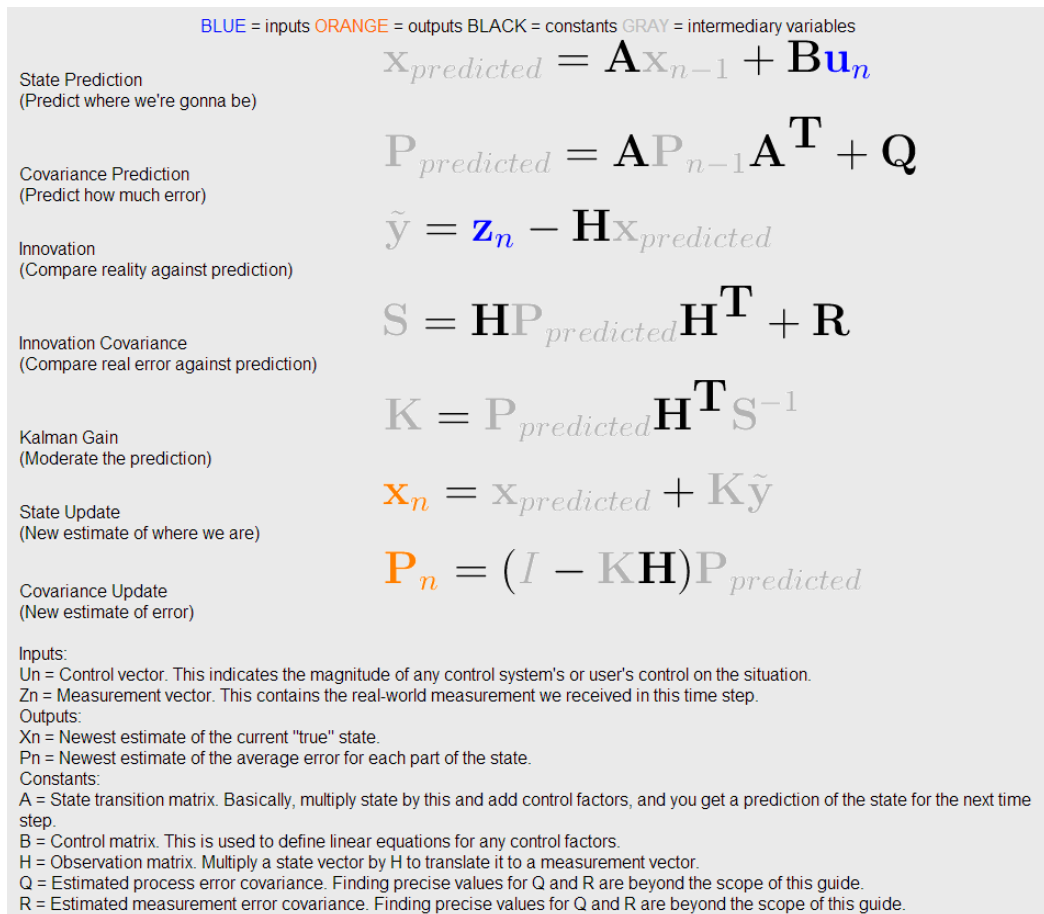 BLUE = inputs ORANGE = outputs BLACK = constants GRAY = intermediary variables
State Prediction
(Predict where we're gonna be)
x_predicted = Ax_{n−1} + Bu_n
Covariance Prediction
(Predict how much error)
P_predicted = AP_{n−1}A^T + Q
Innovation
(Compare reality against prediction)
ỹ = z_n − Hx_predicted
Innovation Covariance
(Compare real error against prediction)
S = HP_predicted H^T + R
Kalman Gain
(Moderate the prediction)
K = P_predicted H^T S^{−1}
State Update
(New estimate of where we are)
x_n = x_predicted + Kỹ
Covariance Update
(New estimate of error)
P_n = (I − KH)P_predicted
Inputs:
Un = Control vector. This indicates the magnitude of any control system's or user's control on the situation.
Zn = Measurement vector. This contains the real-world measurement we received in this time step.
Outputs:
Xn = Newest estimate of the current "true" state.
Pn = Newest estimate of the average error for each part of the state.
Constants:
A = State transition matrix. Basically, multiply state by this and add control factors, and you get a prediction of the state for the next time
step.
B = Control matrix. This is used to define linear equations for any control factors.
H = Observation matrix. Multiply a state vector by H to translate it to a measurement vector.
Q = Estimated process error covariance. Finding precise values for Q and R are beyond the scope of this guide.
R = Estimated measurement error covariance. Finding precise values for Q and R are beyond the scope of this guide.